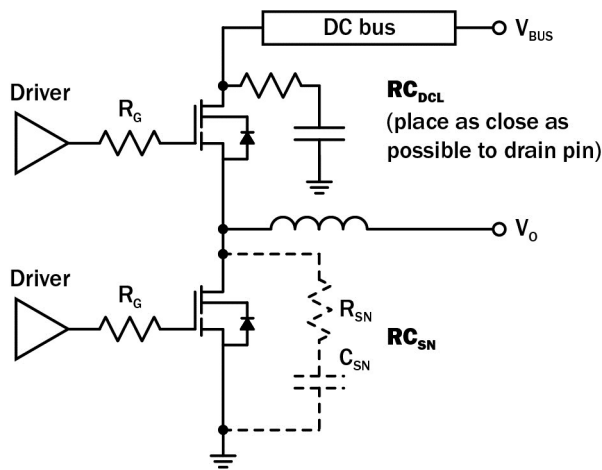 DC bus
V_BUS
Driver
R_G
RC_DCL
(place as close as
possible to drain pin)
V_O
Driver
R_G
R_SN
RC_SN
C_SN